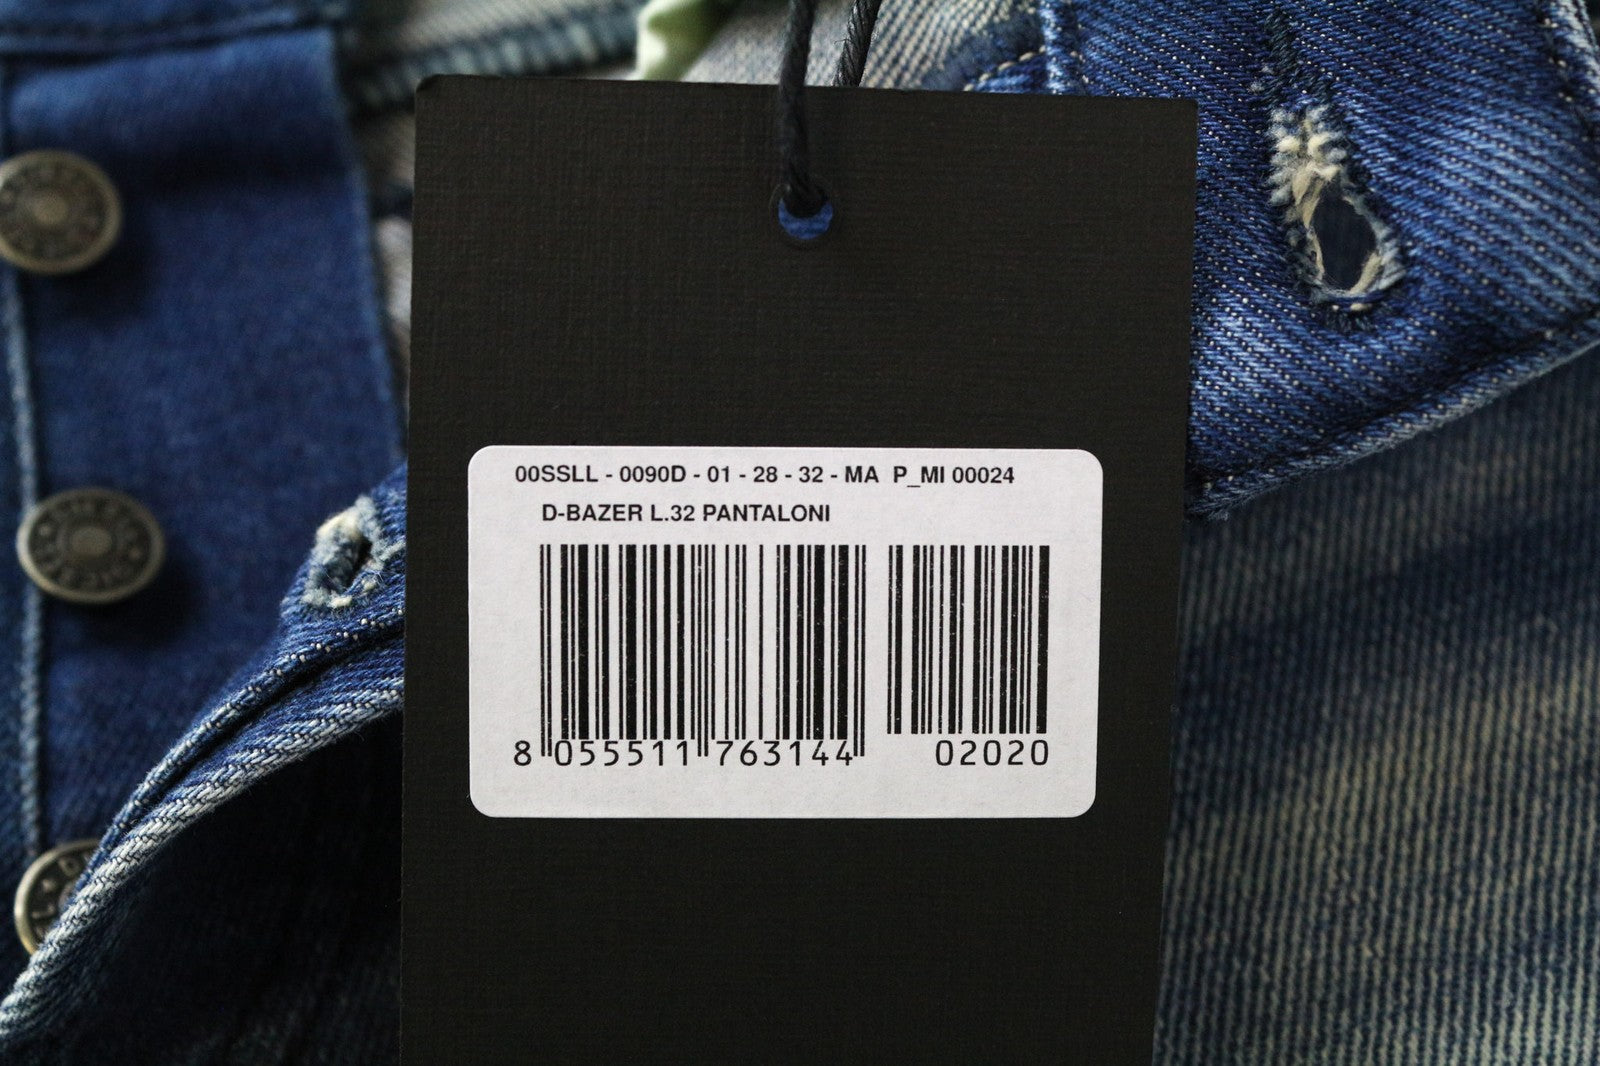 00SSLL - 0090D - 01 - 28 - 32 - MA P_MI 00024
D-BAZER L.32 PANTALONI
8 055511 763144 02020